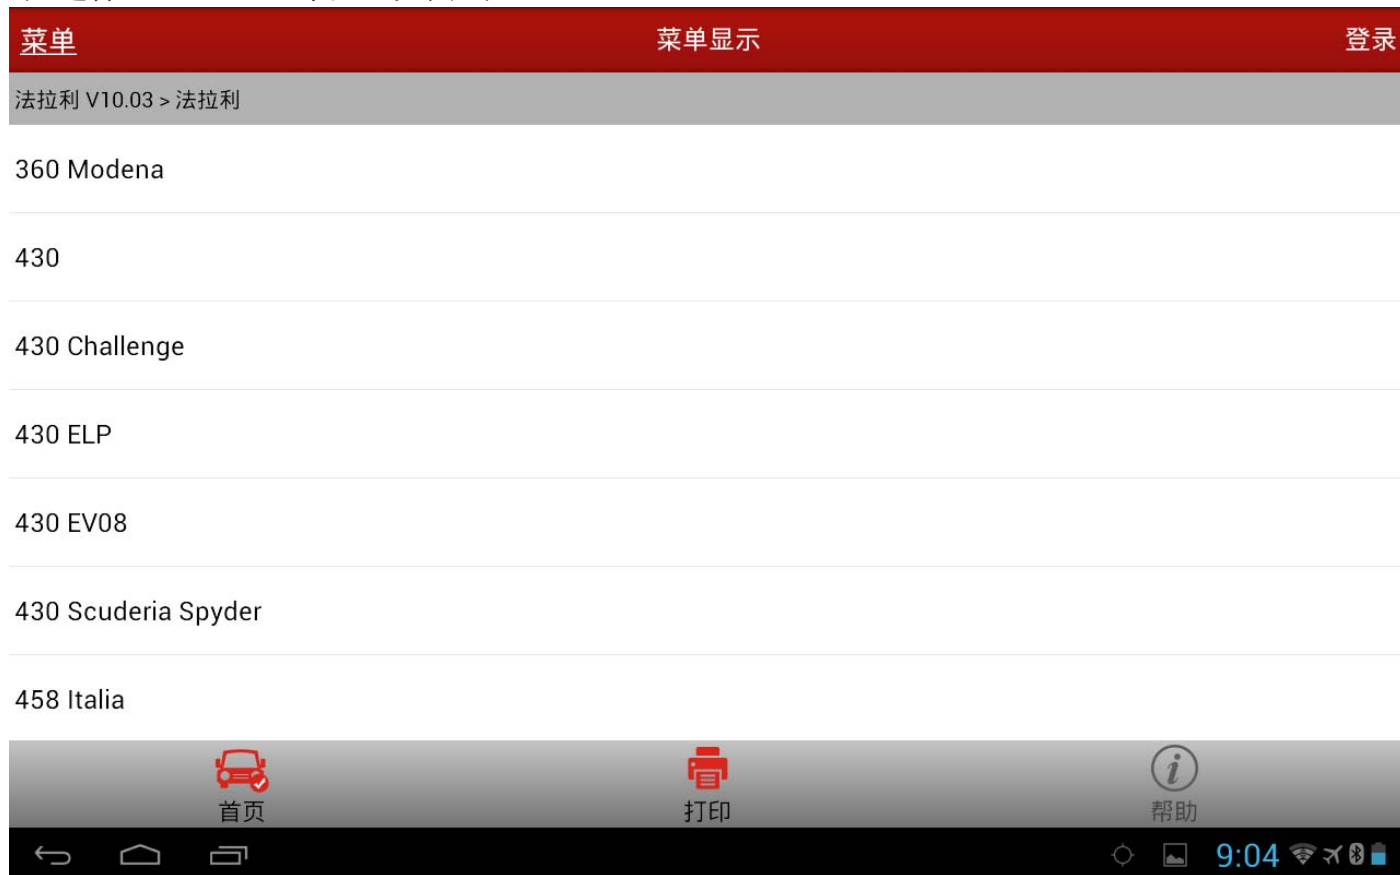 菜单 菜单显示 登录
法拉利 V10.03 > 法拉利
360 Modena
430
430 Challenge
430 ELP
430 EV08
430 Scuderia Spyder
458 Italia
首页 打印 帮助
9:04